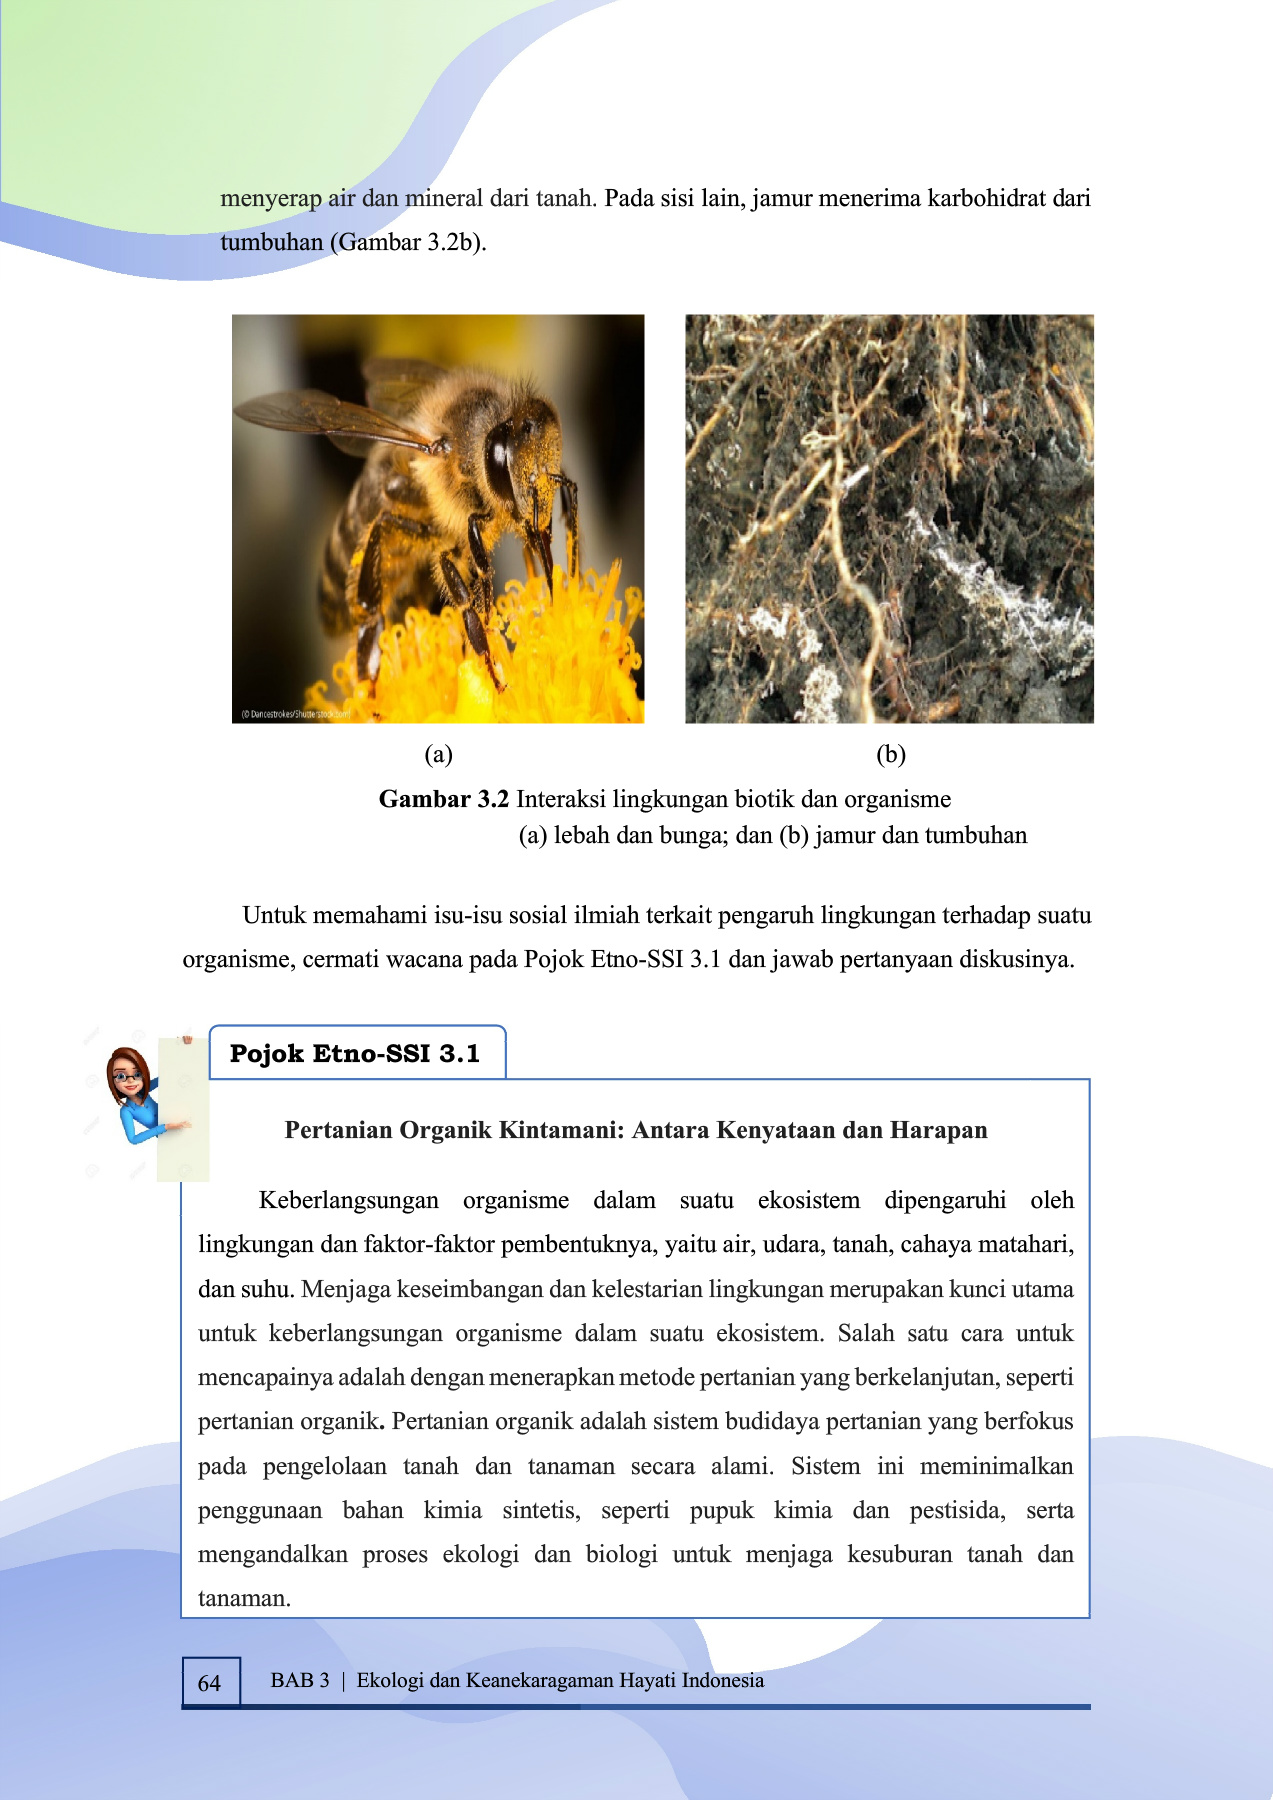 menyerap air dan mineral dari tanah. Pada sisi lain, jamur menerima karbohidrat dari
tumbuhan (Gambar 3.2b).
(© Dancestrokes/Shutterstock.com)
(a)
(b)
Gambar 3.2 Interaksi lingkungan biotik dan organisme
(a) lebah dan bunga; dan (b) jamur dan tumbuhan
Untuk memahami isu-isu sosial ilmiah terkait pengaruh lingkungan terhadap suatu
organisme, cermati wacana pada Pojok Etno-SSI 3.1 dan jawab pertanyaan diskusinya.
Pojok Etno-SSI 3.1
Pertanian Organik Kintamani: Antara Kenyataan dan Harapan
Keberlangsungan organisme dalam suatu ekosistem dipengaruhi oleh
lingkungan dan faktor-faktor pembentuknya, yaitu air, udara, tanah, cahaya matahari,
dan suhu. Menjaga keseimbangan dan kelestarian lingkungan merupakan kunci utama
untuk keberlangsungan organisme dalam suatu ekosistem. Salah satu cara untuk
mencapainya adalah dengan menerapkan metode pertanian yang berkelanjutan, seperti
pertanian organik. Pertanian organik adalah sistem budidaya pertanian yang berfokus
pada pengelolaan tanah dan tanaman secara alami. Sistem ini meminimalkan
penggunaan bahan kimia sintetis, seperti pupuk kimia dan pestisida, serta
mengandalkan proses ekologi dan biologi untuk menjaga kesuburan tanah dan
tanaman.
64
BAB 3 | Ekologi dan Keanekaragaman Hayati Indonesia